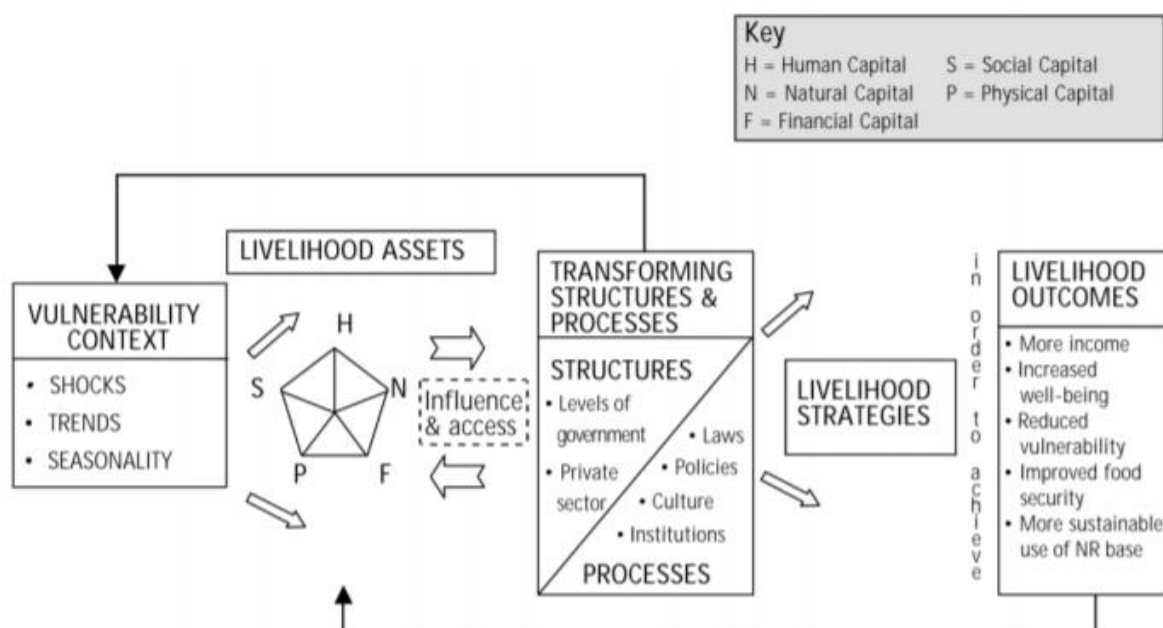 Key
H = Human Capital S = Social Capital
N = Natural Capital P = Physical Capital
F = Financial Capital
LIVELIHOOD ASSETS
VULNERABILITY
CONTEXT
• SHOCKS
• TRENDS
• SEASONALITY
H
S
N
P
F
Influence
& access
TRANSFORMING
STRUCTURES &
PROCESSES
STRUCTURES
• Levels of
government
• Private
sector
• Laws
• Policies
• Culture
• Institutions
PROCESSES
LIVELIHOOD
STRATEGIES
in order to achieve
LIVELIHOOD
OUTCOMES
• More income
• Increased
well-being
• Reduced
vulnerability
• Improved food
security
• More sustainable
use of NR base